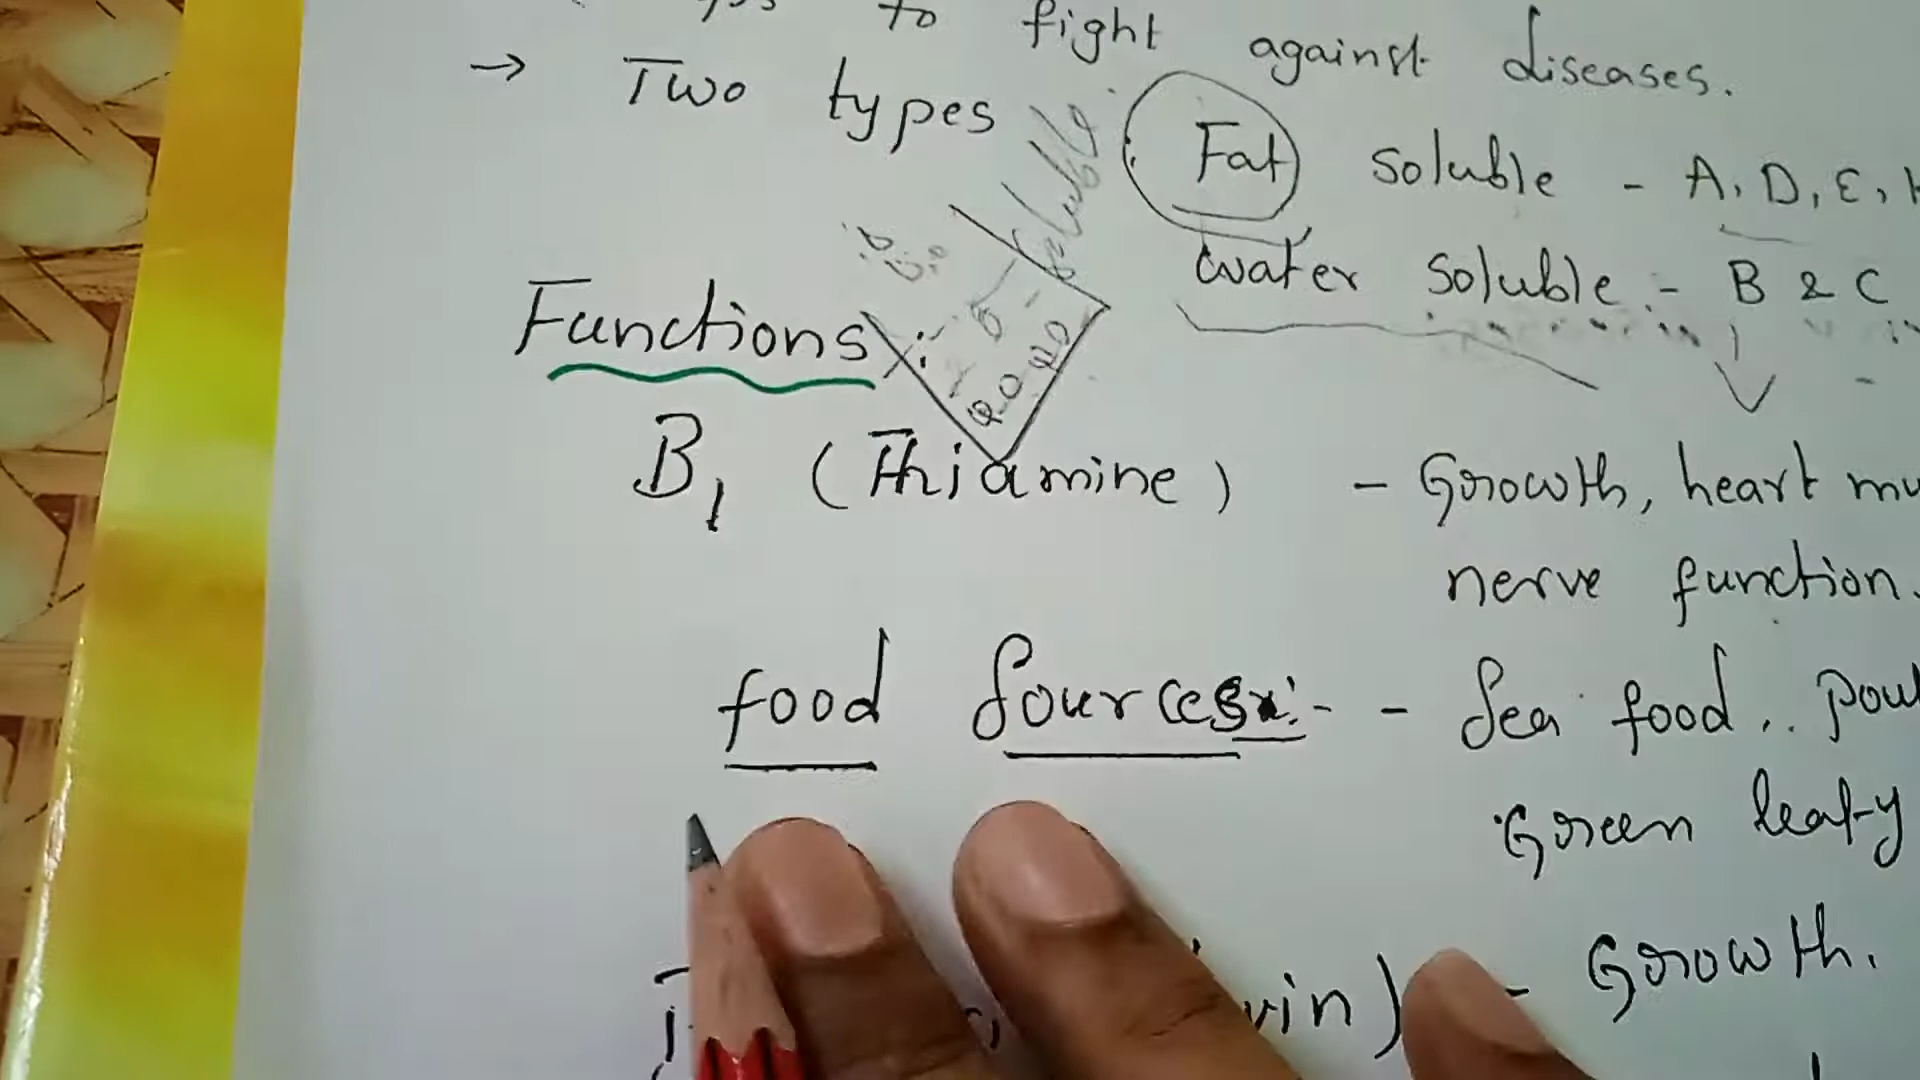 to fight against diseases.
→ Two types : Fat soluble - A, D, E,
water soluble :- B & C
Functions :
B1 (Thiamine) - Growth, heart
nerve function.
food sources :- - Sea food,
Green leafy
- Growth.